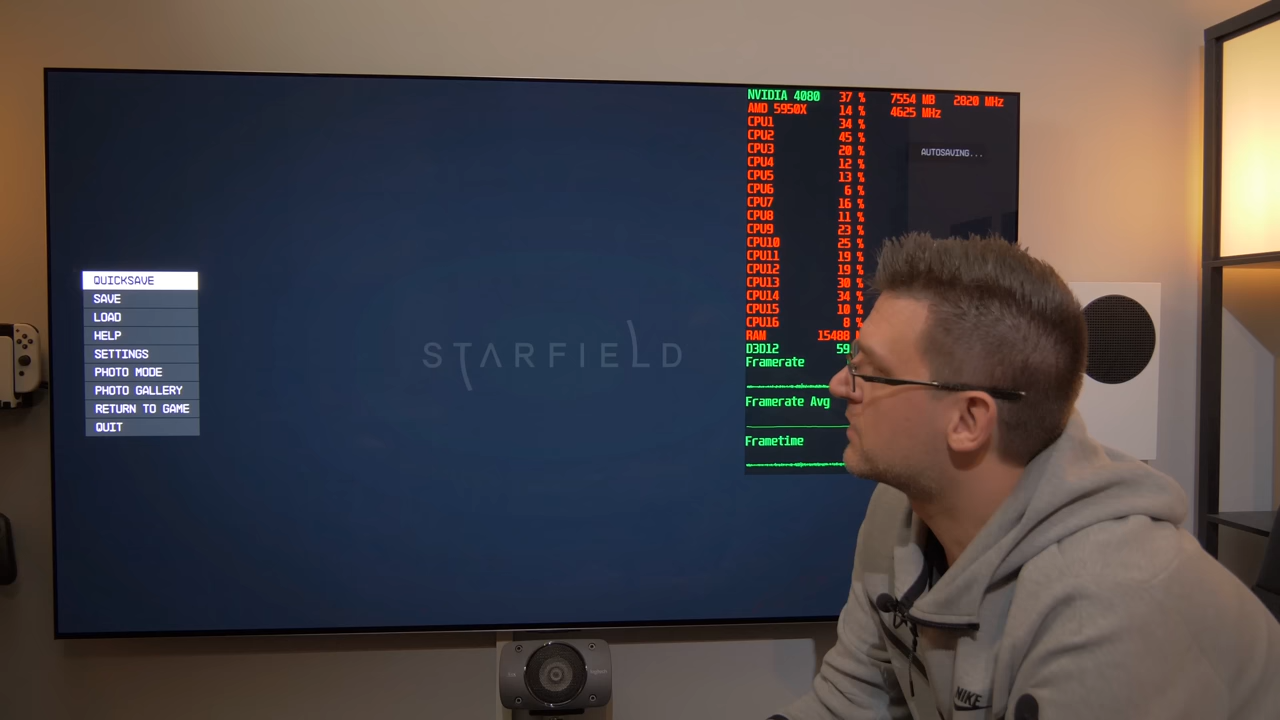 NVIDIA 4080 37 % 7554 MB 2820 MHz
AMD 5950X 14 % 4625 MHz
CPU1 34 %
CPU2 45 %
CPU3 20 %
CPU4 12 %
CPU5 13 %
CPU6 6 %
CPU7 16 %
CPU8 11 %
CPU9 23 %
CPU10 25 %
CPU11 19 %
CPU12 19 %
CPU13 30 %
CPU14 34 %
CPU15 10 %
CPU16 8 %
RAM 15488
D3D12 59
Framerate
Framerate Avg
Frametime
AUTOSAVING...
QUICKSAVE
SAVE
LOAD
HELP
SETTINGS
PHOTO MODE
PHOTO GALLERY
RETURN TO GAME
QUIT
STARFIELD
NIKE